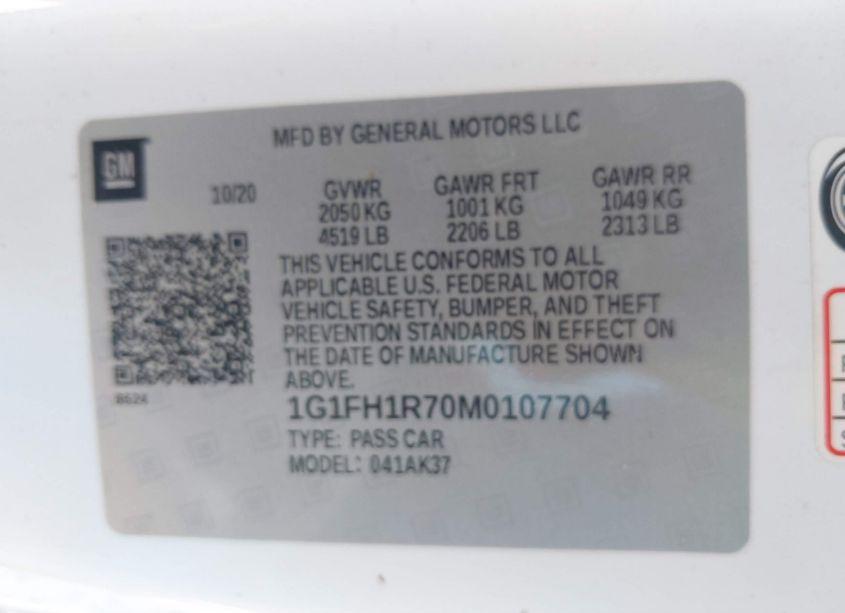 MFD BY GENERAL MOTORS LLC
GM
10/20
GVWR GAWR FRT GAWR RR
2050 KG 1001 KG 1049 KG
4519 LB 2206 LB 2313 LB
THIS VEHICLE CONFORMS TO ALL
APPLICABLE U.S. FEDERAL MOTOR
VEHICLE SAFETY, BUMPER, AND THEFT
PREVENTION STANDARDS IN EFFECT ON
THE DATE OF MANUFACTURE SHOWN
ABOVE.
1G1FH1R70M0107704
TYPE: PASS CAR
MODEL: 041AK37